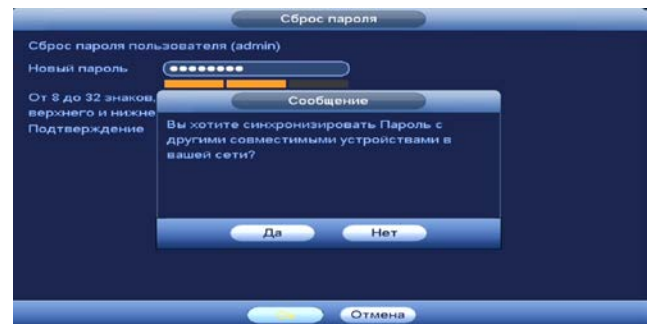 Сброс пароля
Сброс пароля пользователя (admin)
Новый пароль ●●●●●●●●
От 8 до 32 знаков,
верхнего и нижне
Подтверждение
Сообщение
Вы хотите синхронизировать Пароль с
другими совместимыми устройствами в
вашей сети?
Да Нет
Отмена